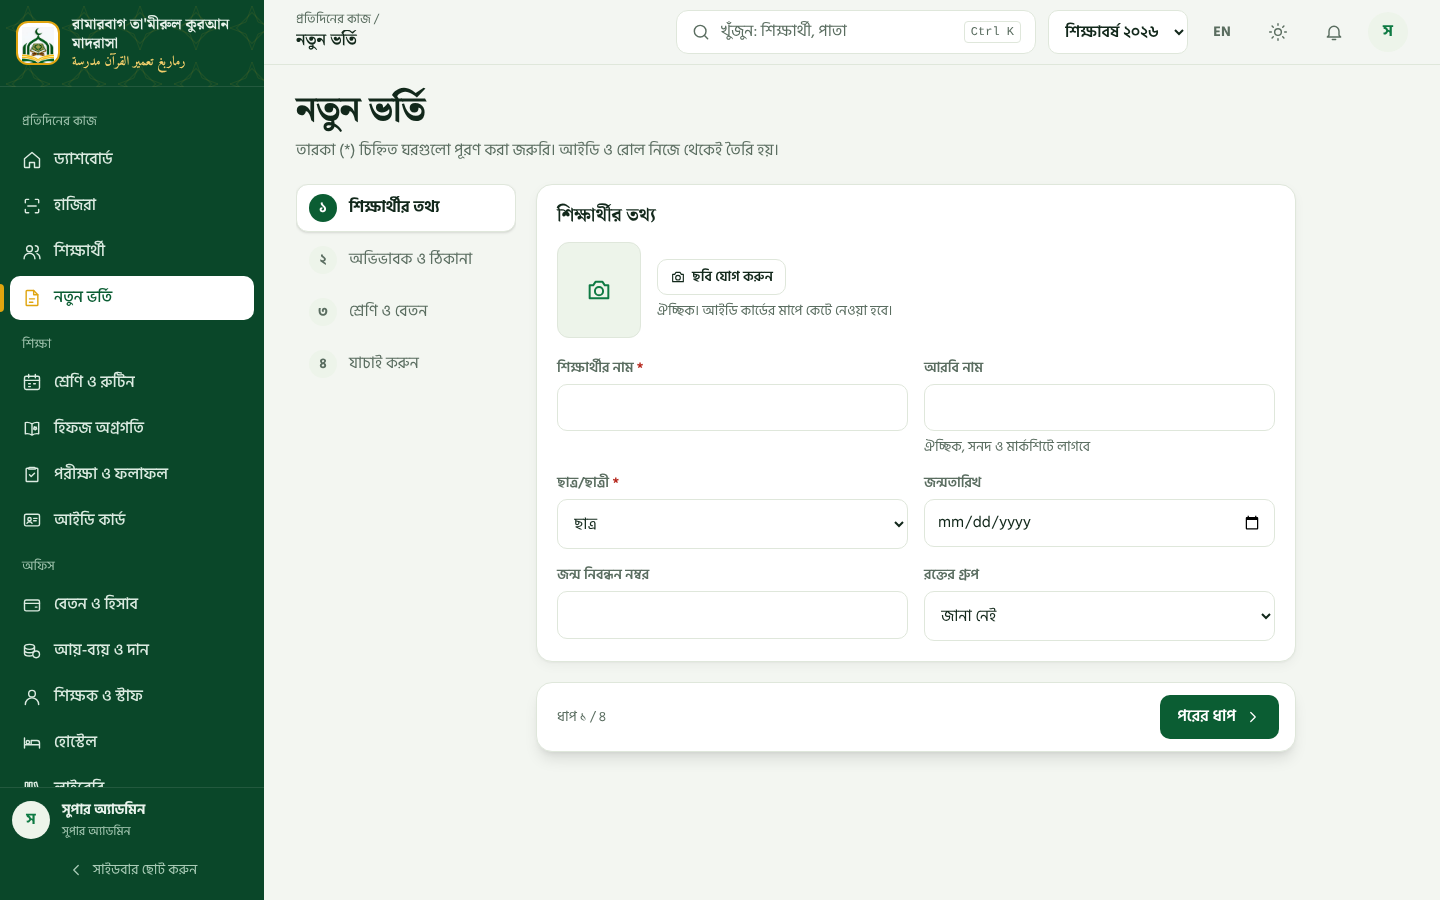 রামারবাগ তা'মীরুল কুরআন
মাদরাসা
رمارباغ تعمير القرآن مدرسة
প্রতিদিনের কাজ
ড্যাশবোর্ড
হাজিরা
শিক্ষার্থী
নতুন ভর্তি
শিক্ষা
শ্রেণি ও রুটিন
হিফজ অগ্রগতি
পরীক্ষা ও ফলাফল
আইডি কার্ড
অফিস
বেতন ও হিসাব
আয়-ব্যয় ও দান
শিক্ষক ও স্টাফ
হোস্টেল
লাইব্রেরি
স
সুপার অ্যাডমিন
সুপার অ্যাডমিন
সাইডবার ছোট করুন
প্রতিদিনের কাজ /
নতুন ভর্তি
খুঁজুন: শিক্ষার্থী, পাতা
Ctrl K
শিক্ষাবর্ষ ২০২৬
EN
স
নতুন ভর্তি
তারকা (*) চিহ্নিত ঘরগুলো পূরণ করা জরুরি। আইডি ও রোল নিজে থেকেই তৈরি হয়।
১ শিক্ষার্থীর তথ্য
২ অভিভাবক ও ঠিকানা
৩ শ্রেণি ও বেতন
৪ যাচাই করুন
শিক্ষার্থীর তথ্য
ছবি যোগ করুন
ঐচ্ছিক। আইডি কার্ডের মাপে কেটে নেওয়া হবে।
শিক্ষার্থীর নাম *
আরবি নাম
ঐচ্ছিক, সনদ ও মার্কশিটে লাগবে
ছাত্র/ছাত্রী *
ছাত্র
জন্মতারিখ
mm/dd/yyyy
জন্ম নিবন্ধন নম্বর
রক্তের গ্রুপ
জানা নেই
ধাপ ১ / ৪
পরের ধাপ